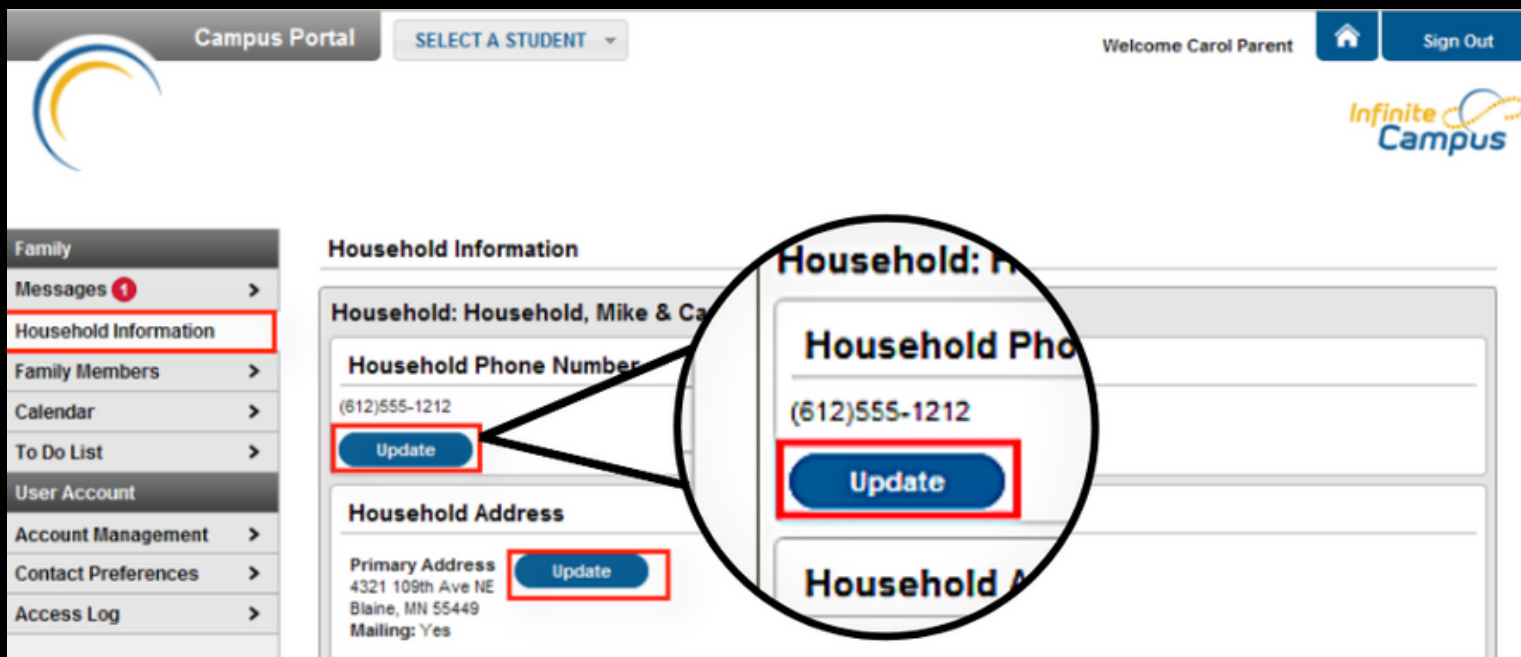 Campus Portal
SELECT A STUDENT
Welcome Carol Parent
Sign Out
Infinite
Campus
Family
Messages 1
Household Information
Family Members
Calendar
To Do List
User Account
Account Management
Contact Preferences
Access Log
Household Information
Household: Household, Mike &
Household Phone Number
(612)555-1212
Update
Household Address
Primary Address
Update
4321 109th Ave NE
Blaine, MN 55449
Mailing: Yes
Household:
Household Pho
(612)555-1212
Update
Household